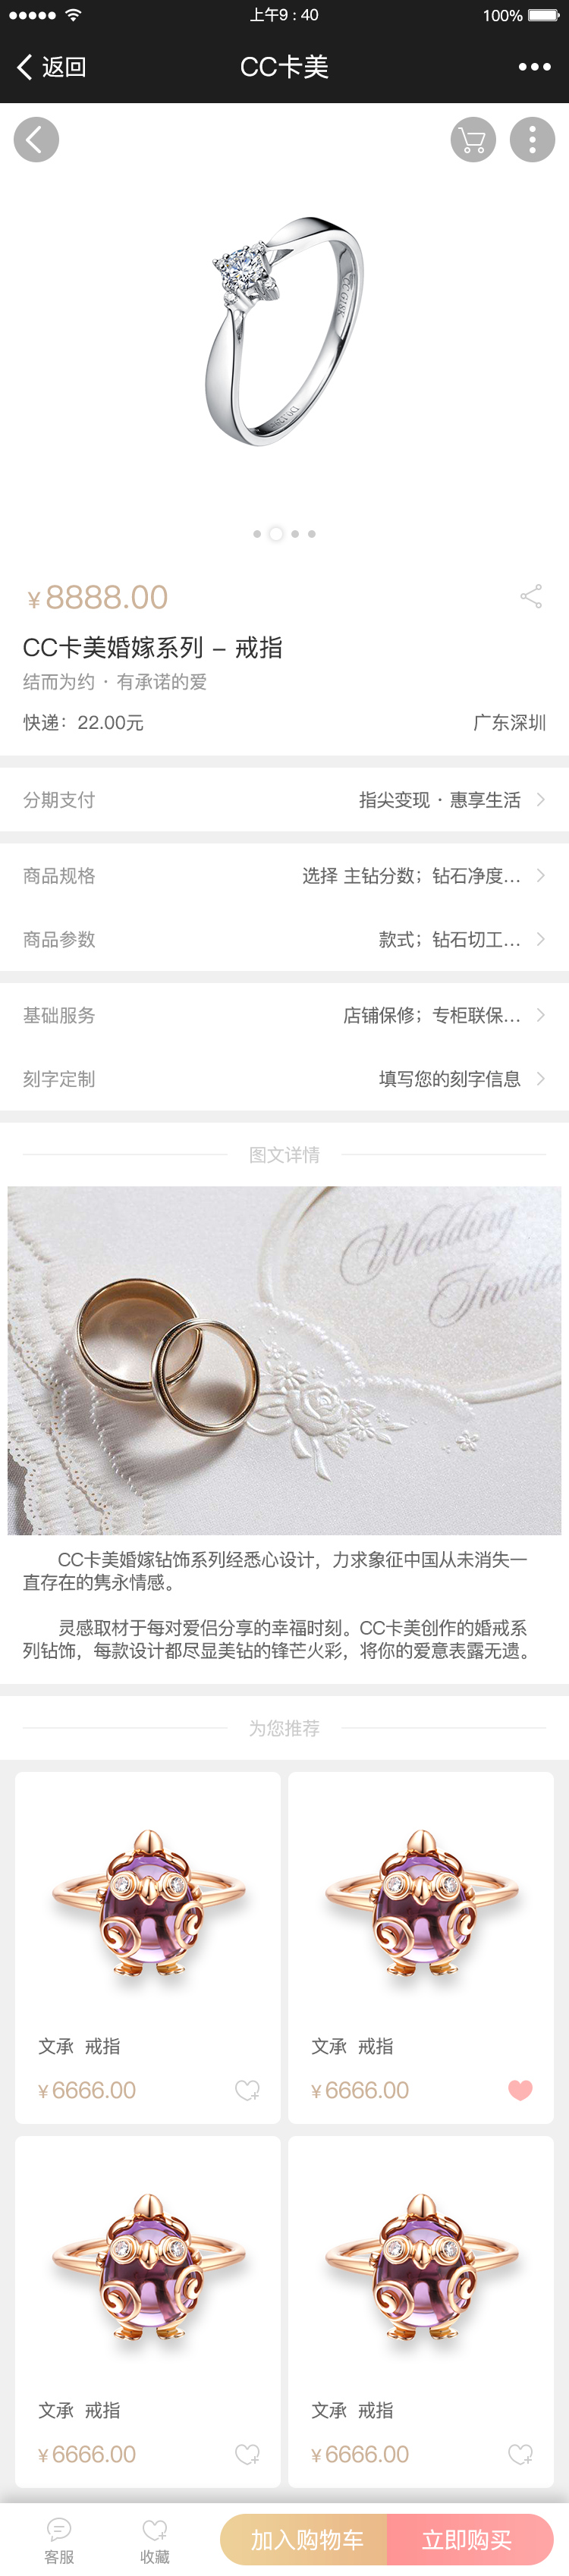 上午9 : 40
100%
返回
CC卡美
¥8888.00
CC卡美婚嫁系列 – 戒指
结而为约 · 有承诺的爱
快递：22.00元
广东深圳
分期支付
指尖变现 · 惠享生活
商品规格
选择 主钻分数；钻石净度...
商品参数
款式；钻石切工...
基础服务
店铺保修；专柜联保...
刻字定制
填写您的刻字信息
图文详情
Wedding
CC卡美婚嫁钻饰系列经悉心设计，力求象征中国从未消失一
直存在的隽永情感。
灵感取材于每对爱侣分享的幸福时刻。CC卡美创作的婚戒系
列钻饰，每款设计都尽显美钻的锋芒火彩，将你的爱意表露无遗。
为您推荐
文承 戒指
¥6666.00
文承 戒指
¥6666.00
文承 戒指
¥6666.00
文承 戒指
¥6666.00
客服
收藏
加入购物车
立即购买